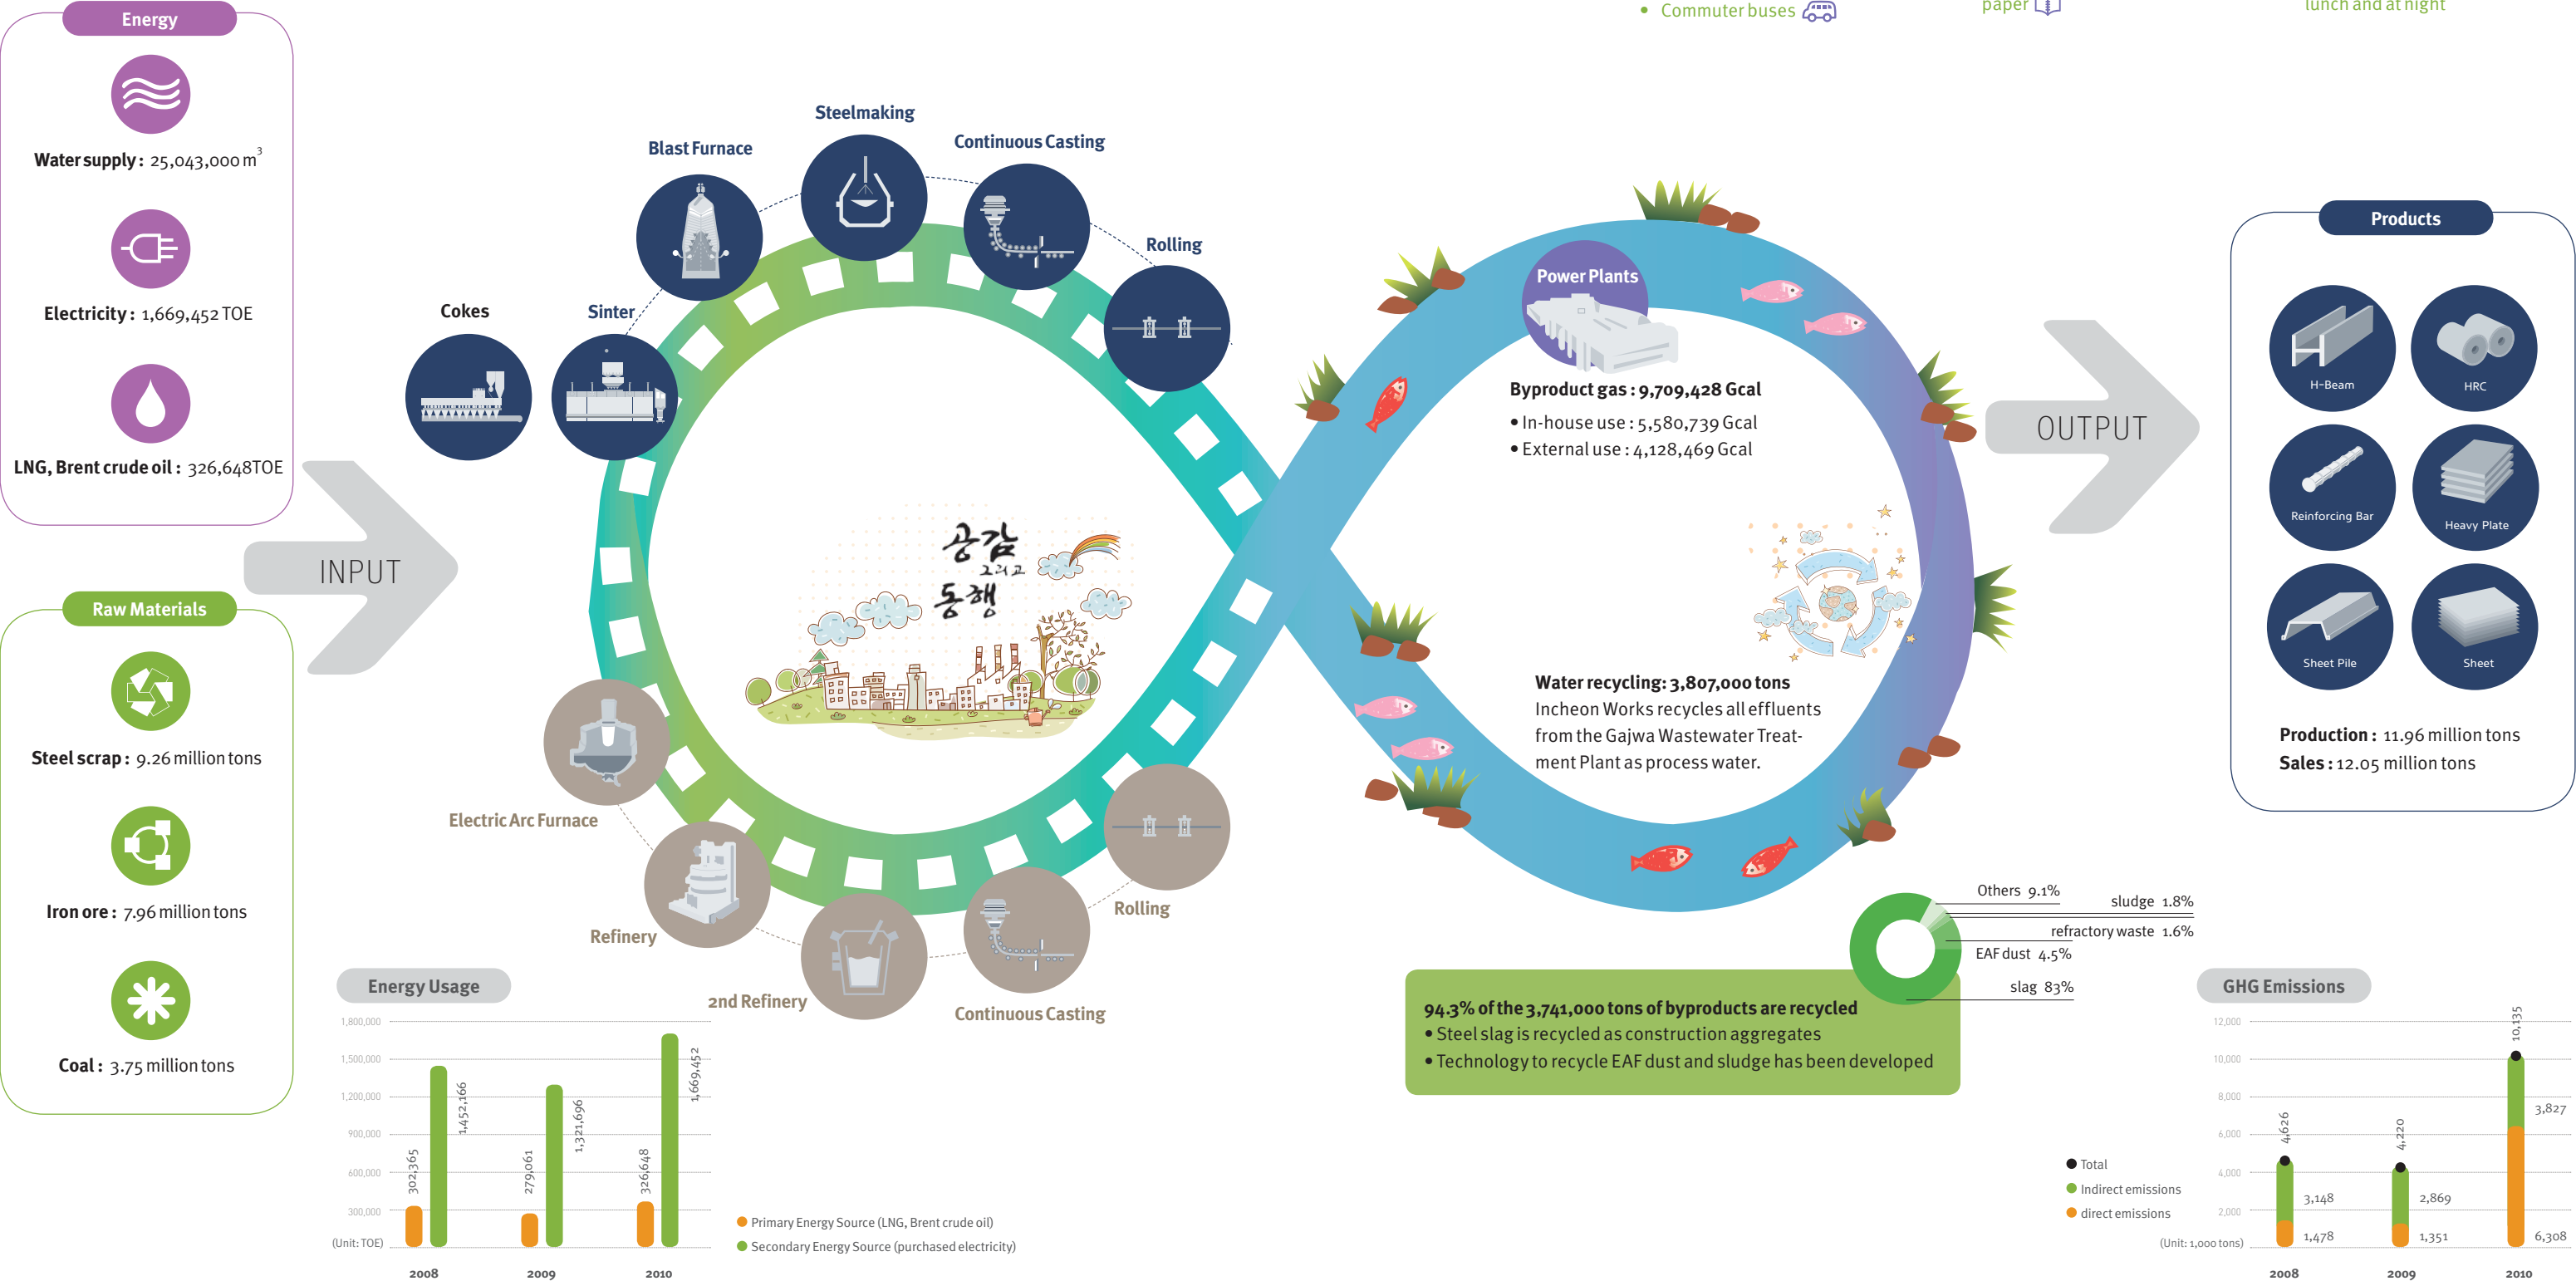 Commuter buses
paper
lunch and at night
Energy
Water supply : 25,043,000 m³
Electricity : 1,669,452 TOE
LNG, Brent crude oil : 326,648TOE
Raw Materials
Steel scrap : 9.26 million tons
Iron ore : 7.96 million tons
Coal : 3.75 million tons
INPUT
Cokes
Sinter
Blast Furnace
Steelmaking
Continuous Casting
Rolling
공감
그리고
동행
Electric Arc Furnace
Refinery
2nd Refinery
Continuous Casting
Rolling
Power Plants
Byproduct gas : 9,709,428 Gcal
• In-house use : 5,580,739 Gcal
• External use : 4,128,469 Gcal
Water recycling: 3,807,000 tons
Incheon Works recycles all effluents
from the Gajwa Wastewater Treat-
ment Plant as process water.
OUTPUT
Products
H-Beam
HRC
Reinforcing Bar
Heavy Plate
Sheet Pile
Sheet
Production : 11.96 million tons
Sales : 12.05 million tons
Others 9.1%
sludge 1.8%
refractory waste 1.6%
EAF dust 4.5%
slag 83%
94.3% of the 3,741,000 tons of byproducts are recycled
• Steel slag is recycled as construction aggregates
• Technology to recycle EAF dust and sludge has been developed
Energy Usage
1,800,000
1,500,000
1,200,000
900,000
600,000
300,000
(Unit: TOE)
302,365
1,452,166
279,061
1,321,696
326,648
1,669,452
2008
2009
2010
Primary Energy Source (LNG, Brent crude oil)
Secondary Energy Source (purchased electricity)
GHG Emissions
12,000
10,000
8,000
6,000
4,000
2,000
(Unit: 1,000 tons)
Total
Indirect emissions
direct emissions
4,626
3,148
1,478
4,220
2,869
1,351
10,135
3,827
6,308
2008
2009
2010